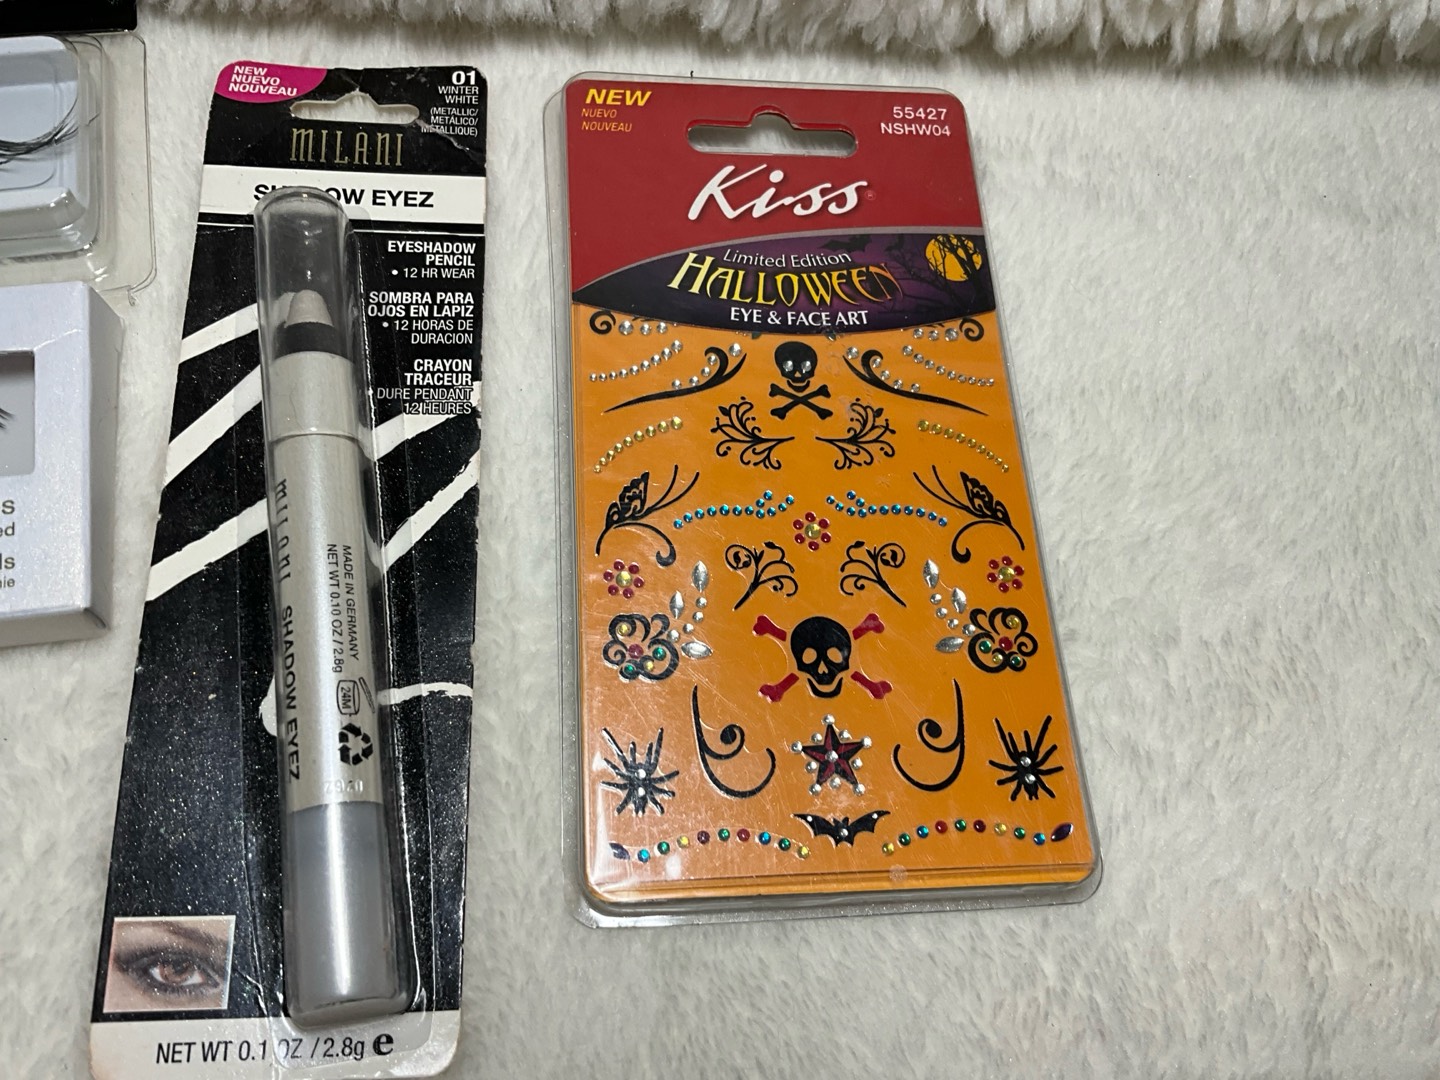 NEW
NUEVO
NOUVEAU
01
WINTER
WHITE
(METALLIC/
METÁLICO/
MÉTALLIQUE)
MILANI
EYEZ
EYESHADOW
PENCIL
• 12 HR WEAR
SOMBRA PARA
OJOS EN LAPIZ
• 12 HORAS DE
DURACION
CRAYON
TRACEUR
DURE PENDANT
12 HEURES
MILANI SHADOW EYEZ
MADE IN GERMANY
NET WT 0.10 OZ / 2.8g
24M
NET WT 0.1 OZ / 2.8g e
NEW
NUEVO
NOUVEAU
55427
NSHW04
Kiss
Limited Edition
HALLOWEEN
EYE & FACE ART